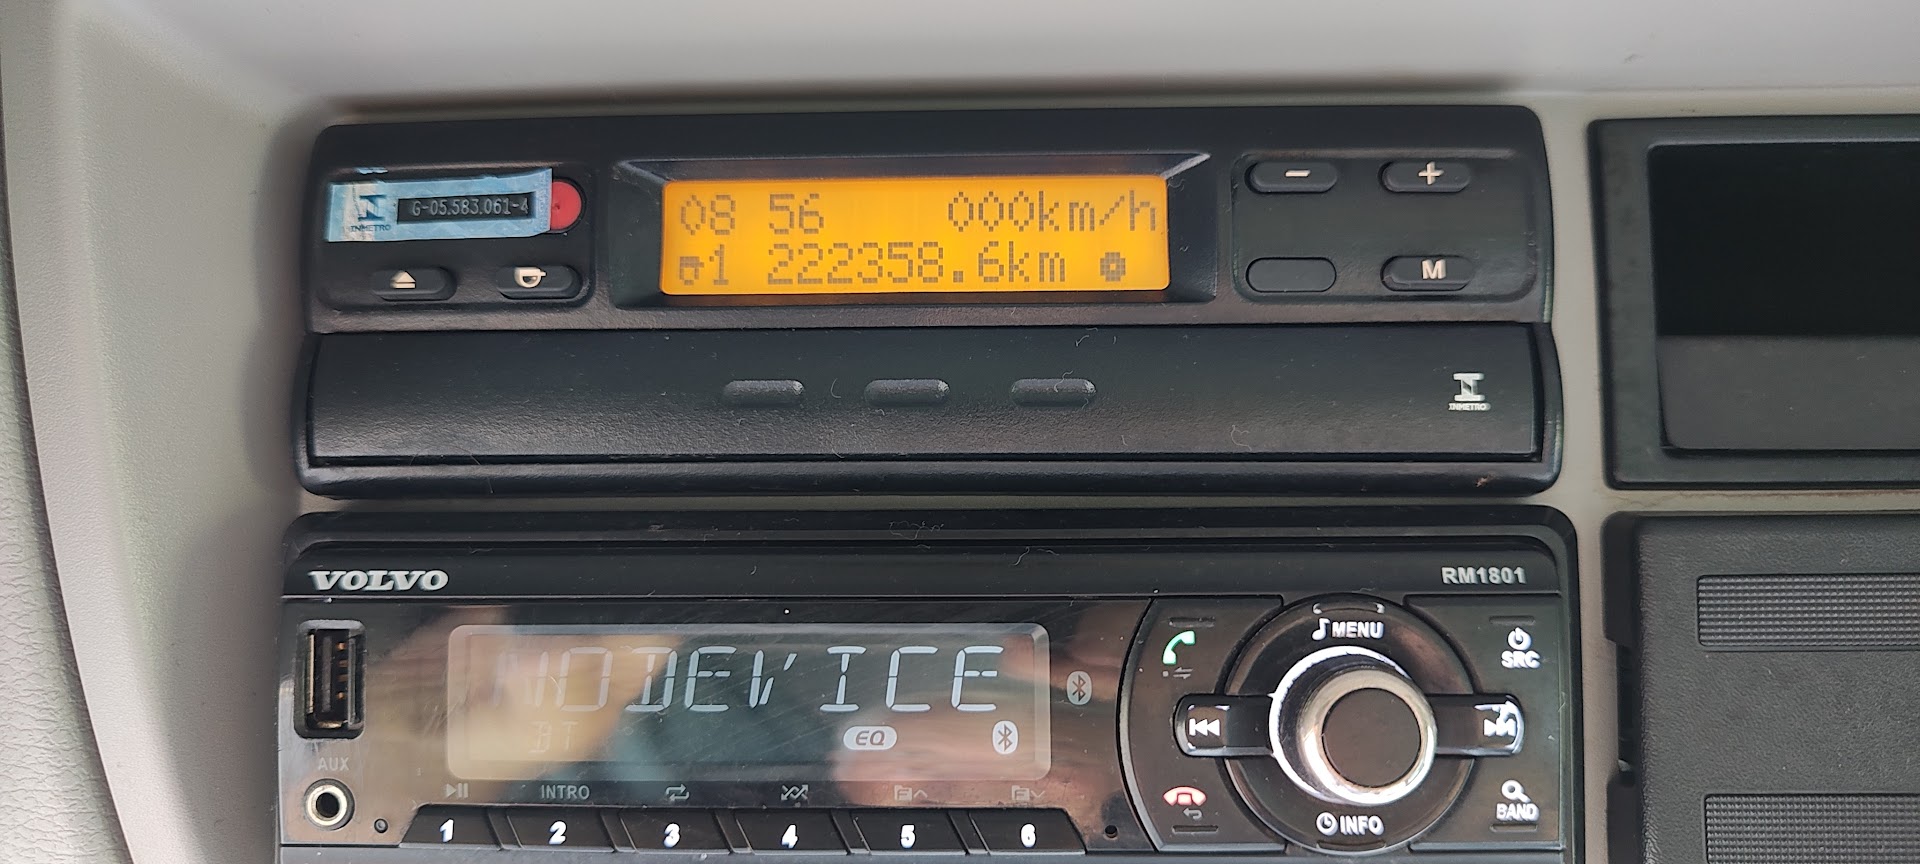 INMETRO G-05.583.061-4
08 56 000km/h
1 222358.6km
- +
M
INMETRO
VOLVO RM1801
NODEVICE
BT EQ
MENU
SRC
AUX
INTRO
1 2 3 4 5 6
INFO
BAND